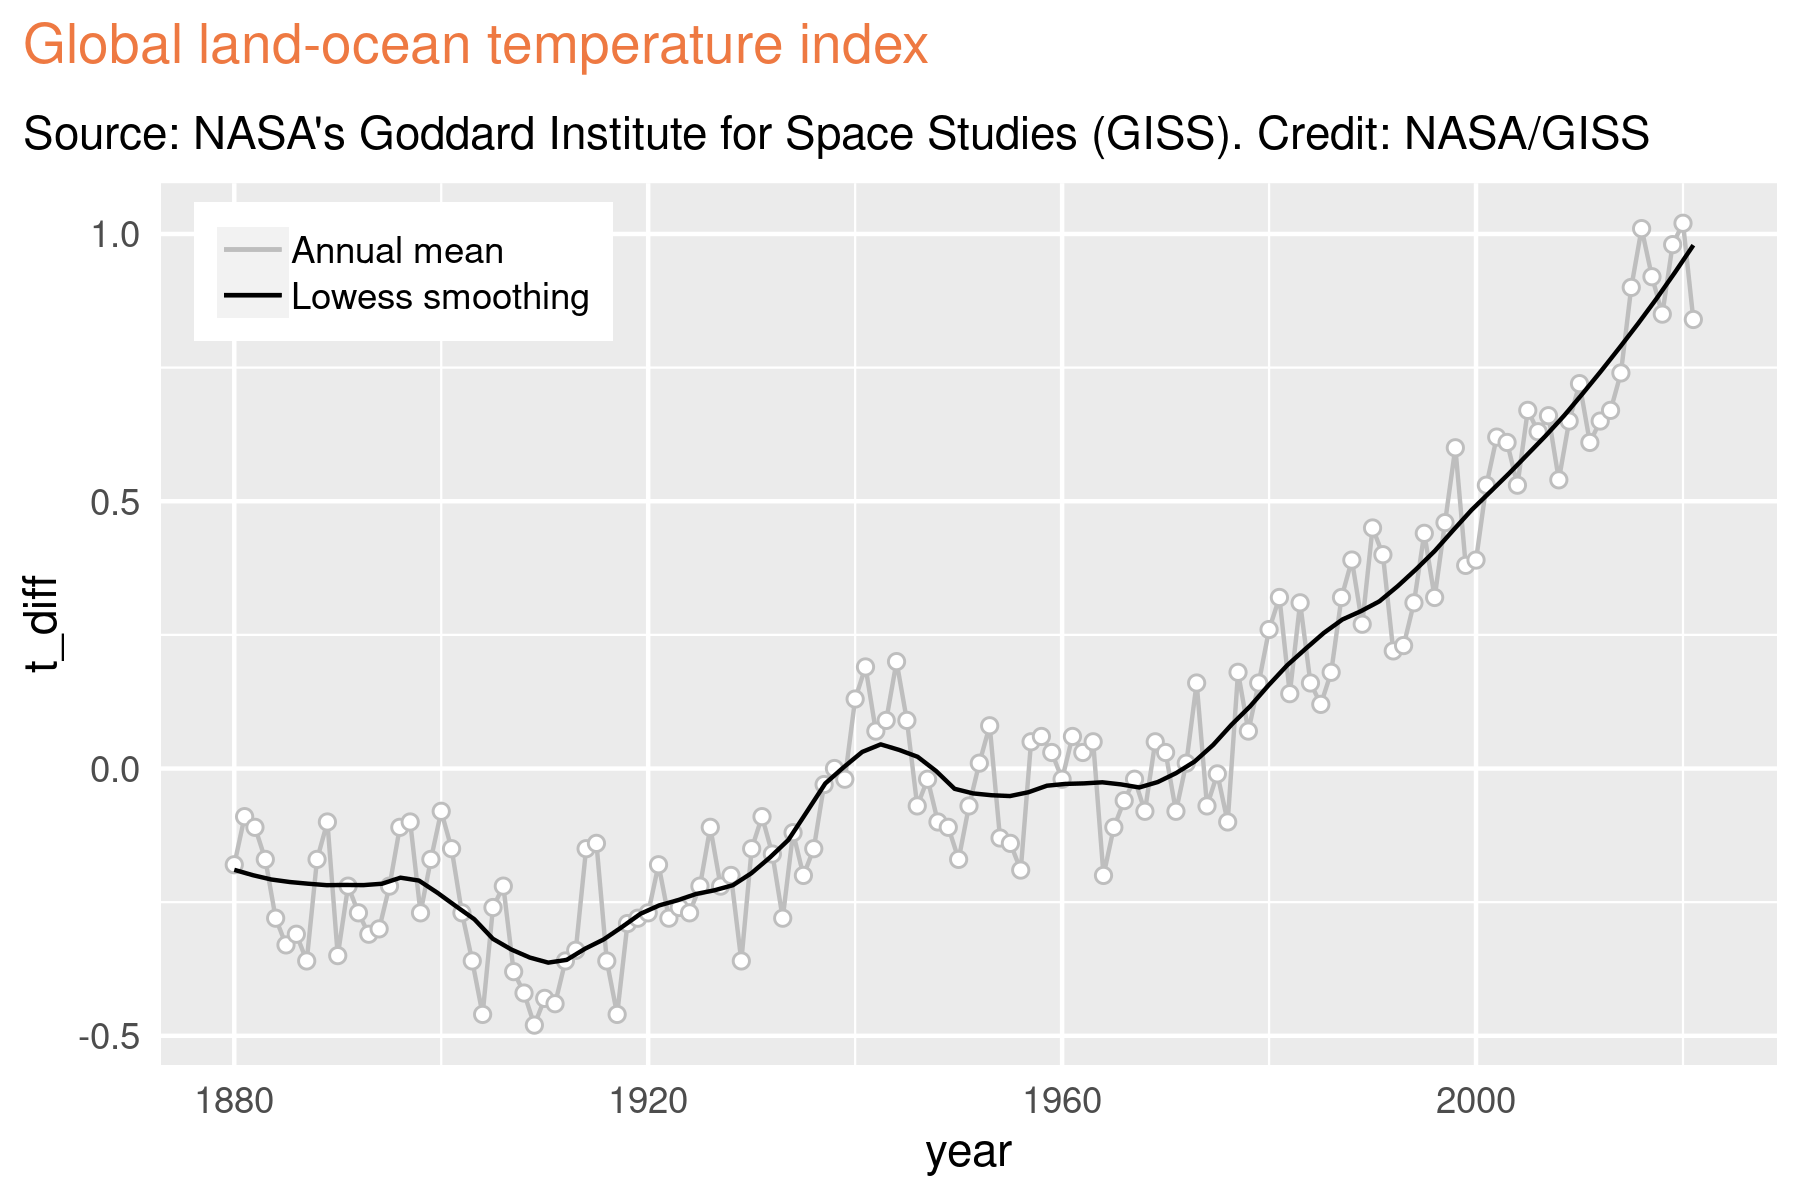 Global land-ocean temperature index
Source: NASA's Goddard Institute for Space Studies (GISS). Credit: NASA/GISS
Annual mean
Lowess smoothing
1.0
0.5
0.0
-0.5
t_diff
1880 1920 1960 2000
year